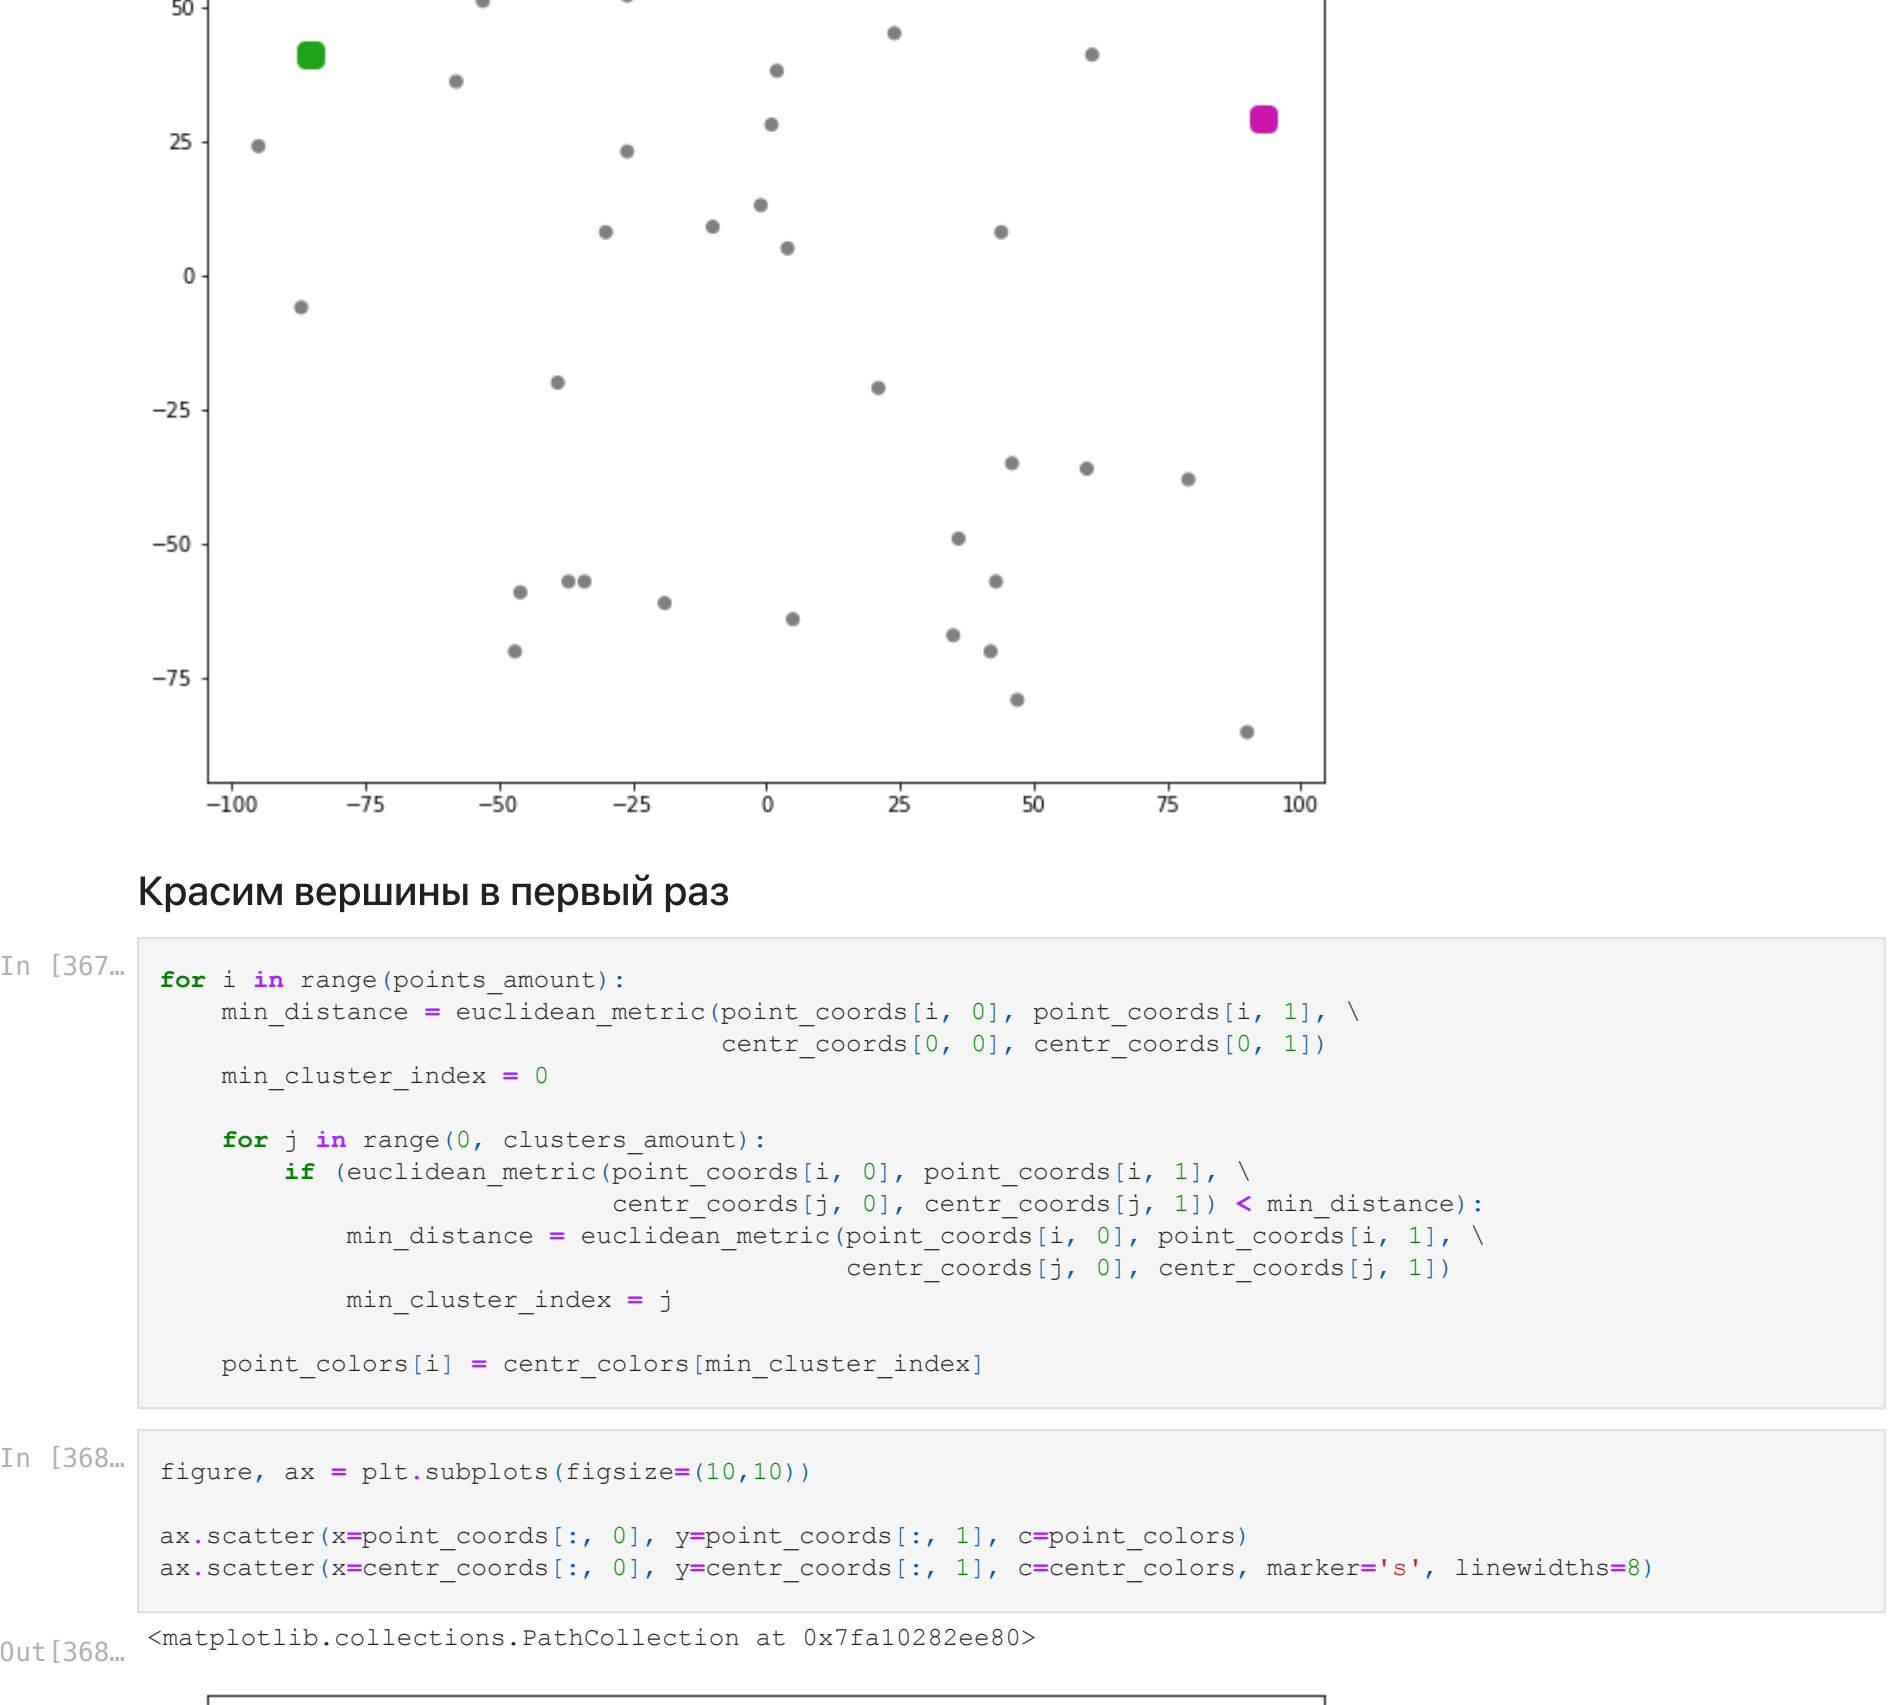 50
25
0
−25
−50
−75
−100 −75 −50 −25 0 25 50 75 100
Красим вершины в первый раз
In [367…
for i in range(points_amount):
    min_distance = euclidean_metric(point_coords[i, 0], point_coords[i, 1], \
                                    centr_coords[0, 0], centr_coords[0, 1])
    min_cluster_index = 0
    for j in range(0, clusters_amount):
        if (euclidean_metric(point_coords[i, 0], point_coords[i, 1], \
                             centr_coords[j, 0], centr_coords[j, 1]) < min_distance):
            min_distance = euclidean_metric(point_coords[i, 0], point_coords[i, 1], \
                                            centr_coords[j, 0], centr_coords[j, 1])
            min_cluster_index = j
    point_colors[i] = centr_colors[min_cluster_index]
In [368…
figure, ax = plt.subplots(figsize=(10,10))
ax.scatter(x=point_coords[:, 0], y=point_coords[:, 1], c=point_colors)
ax.scatter(x=centr_coords[:, 0], y=centr_coords[:, 1], c=centr_colors, marker='s', linewidths=8)
Out[368…
<matplotlib.collections.PathCollection at 0x7fa10282ee80>